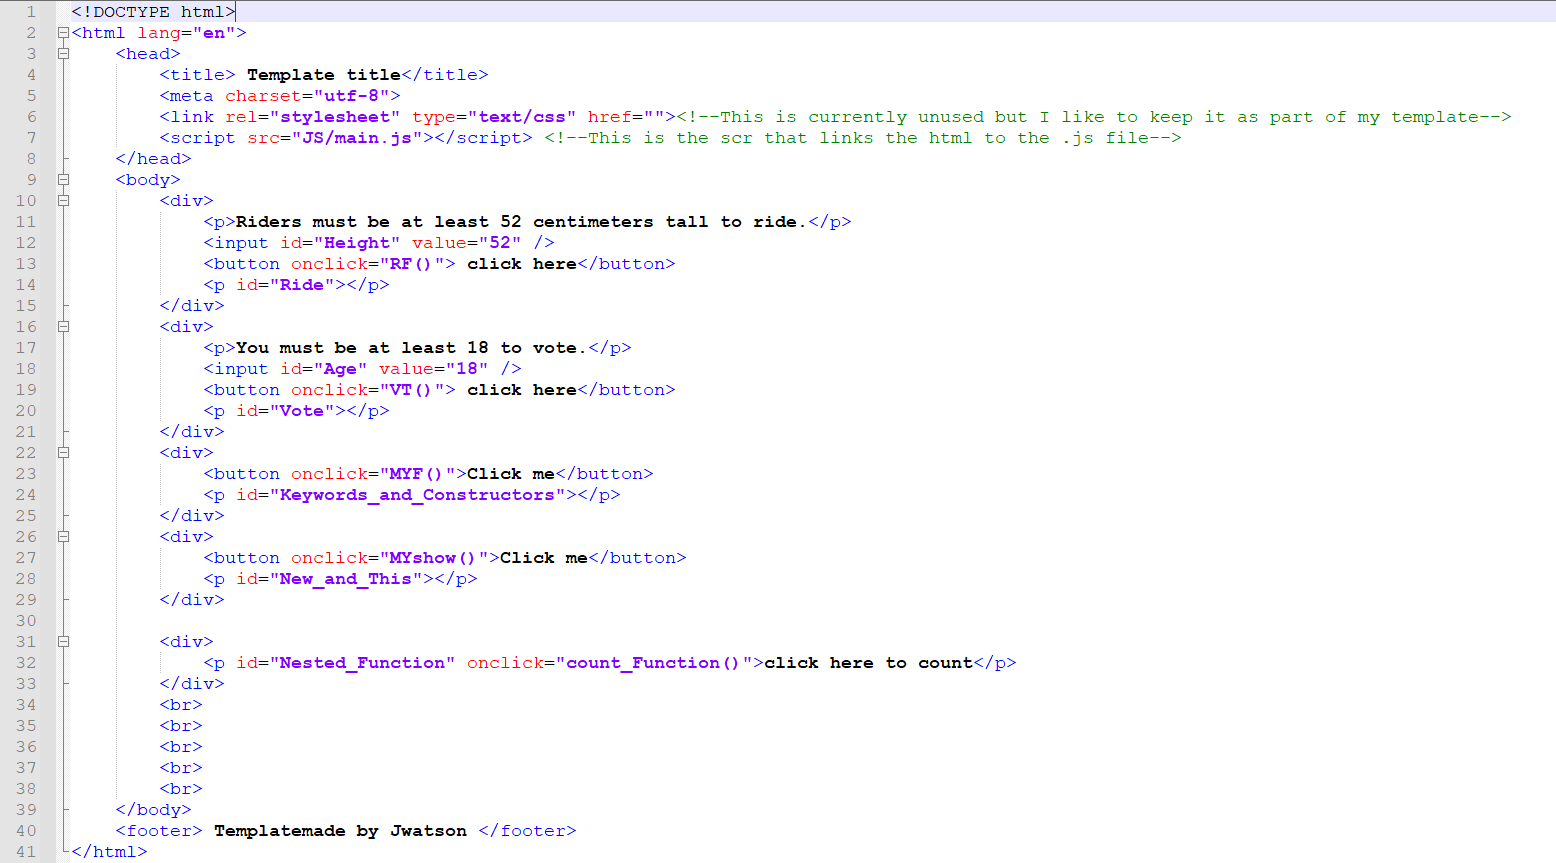 1 <!DOCTYPE html>
2 <html lang="en">
3 <head>
4 <title> Template title</title>
5 <meta charset="utf-8">
6 <link rel="stylesheet" type="text/css" href=""><!--This is currently unused but I like to keep it as part of my template-->
7 <script src="JS/main.js"></script> <!--This is the scr that links the html to the .js file-->
8 </head>
9 <body>
10 <div>
11 <p>Riders must be at least 52 centimeters tall to ride.</p>
12 <input id="Height" value="52" />
13 <button onclick="RF()"> click here</button>
14 <p id="Ride"></p>
15 </div>
16 <div>
17 <p>You must be at least 18 to vote.</p>
18 <input id="Age" value="18" />
19 <button onclick="VT()"> click here</button>
20 <p id="Vote"></p>
21 </div>
22 <div>
23 <button onclick="MYF()">Click me</button>
24 <p id="Keywords_and_Constructors"></p>
25 </div>
26 <div>
27 <button onclick="MYshow()">Click me</button>
28 <p id="New_and_This"></p>
29 </div>
30
31 <div>
32 <p id="Nested_Function" onclick="count_Function()">click here to count</p>
33 </div>
34 <br>
35 <br>
36 <br>
37 <br>
38 <br>
39 </body>
40 <footer> Templatemade by Jwatson </footer>
41 </html>